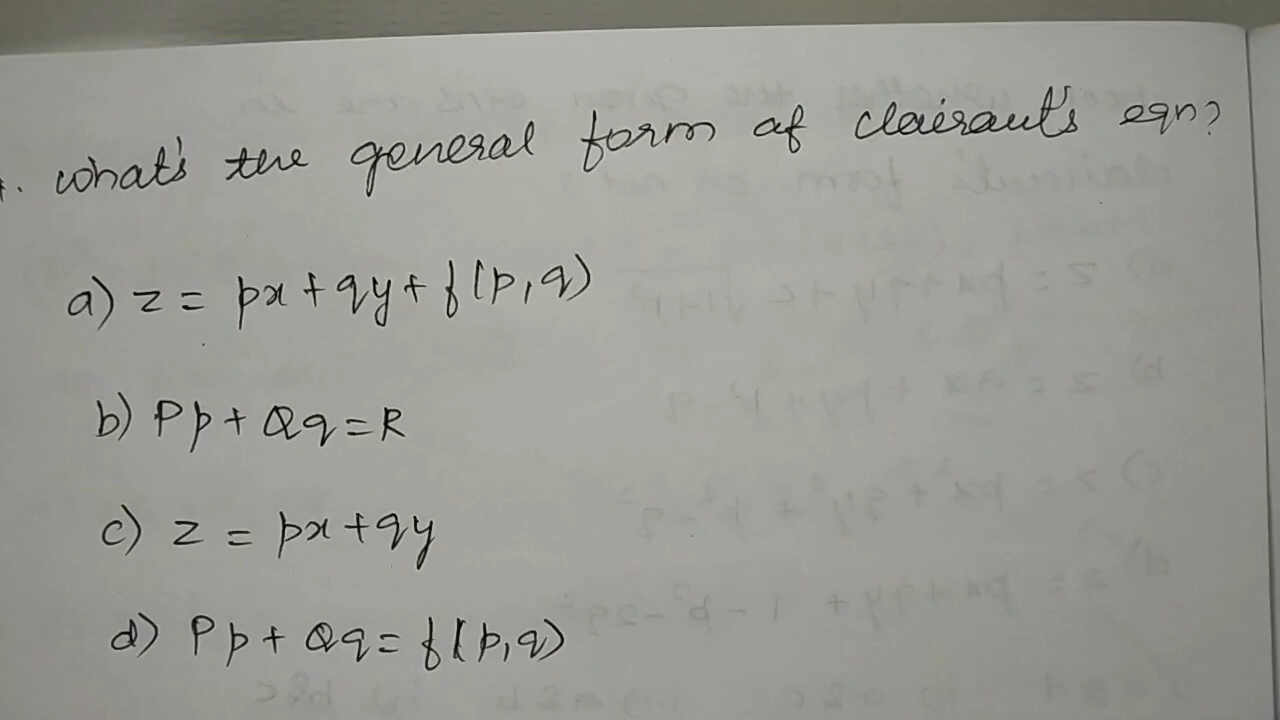 . what's the general form of clairaut's eqn?
a) z = px + qy + f(p, q)
b) Pp + Qq = R
c) z = px + qy
d) Pp + Qq = f(p, q)